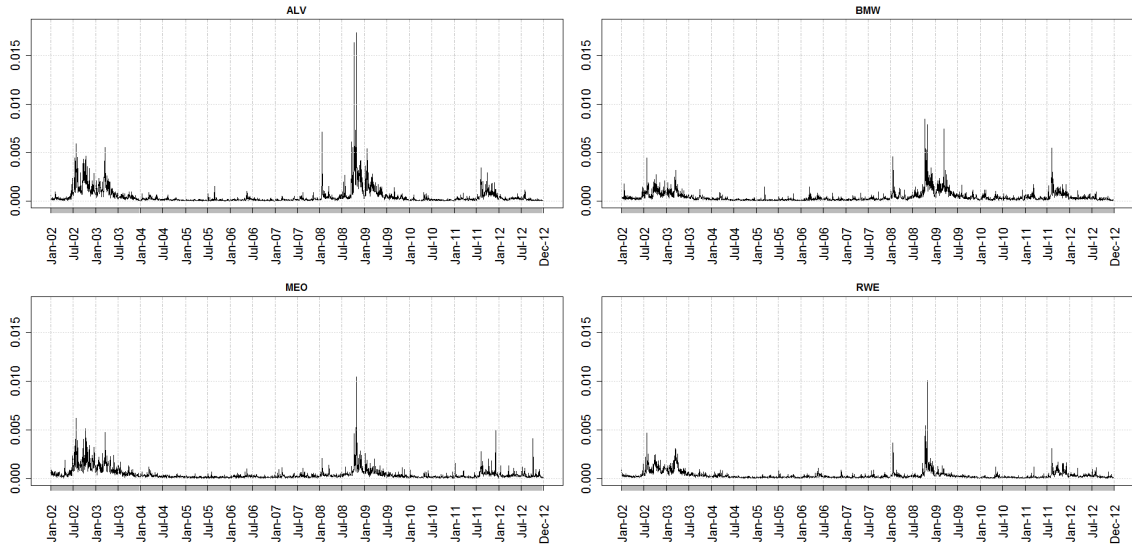 ALV
0.000 0.005 0.010 0.015
Jan-02 Jul-02 Jan-03 Jul-03 Jan-04 Jul-04 Jan-05 Jul-05 Jan-06 Jul-06 Jan-07 Jul-07 Jan-08 Jul-08 Jan-09 Jul-09 Jan-10 Jul-10 Jan-11 Jul-11 Jan-12 Jul-12 Dec-12
BMW
0.000 0.005 0.010 0.015
Jan-02 Jul-02 Jan-03 Jul-03 Jan-04 Jul-04 Jan-05 Jul-05 Jan-06 Jul-06 Jan-07 Jul-07 Jan-08 Jul-08 Jan-09 Jul-09 Jan-10 Jul-10 Jan-11 Jul-11 Jan-12 Jul-12 Dec-12
MEO
0.000 0.005 0.010 0.015
Jan-02 Jul-02 Jan-03 Jul-03 Jan-04 Jul-04 Jan-05 Jul-05 Jan-06 Jul-06 Jan-07 Jul-07 Jan-08 Jul-08 Jan-09 Jul-09 Jan-10 Jul-10 Jan-11 Jul-11 Jan-12 Jul-12 Dec-12
RWE
0.000 0.005 0.010 0.015
Jan-02 Jul-02 Jan-03 Jul-03 Jan-04 Jul-04 Jan-05 Jul-05 Jan-06 Jul-06 Jan-07 Jul-07 Jan-08 Jul-08 Jan-09 Jul-09 Jan-10 Jul-10 Jan-11 Jul-11 Jan-12 Jul-12 Dec-12